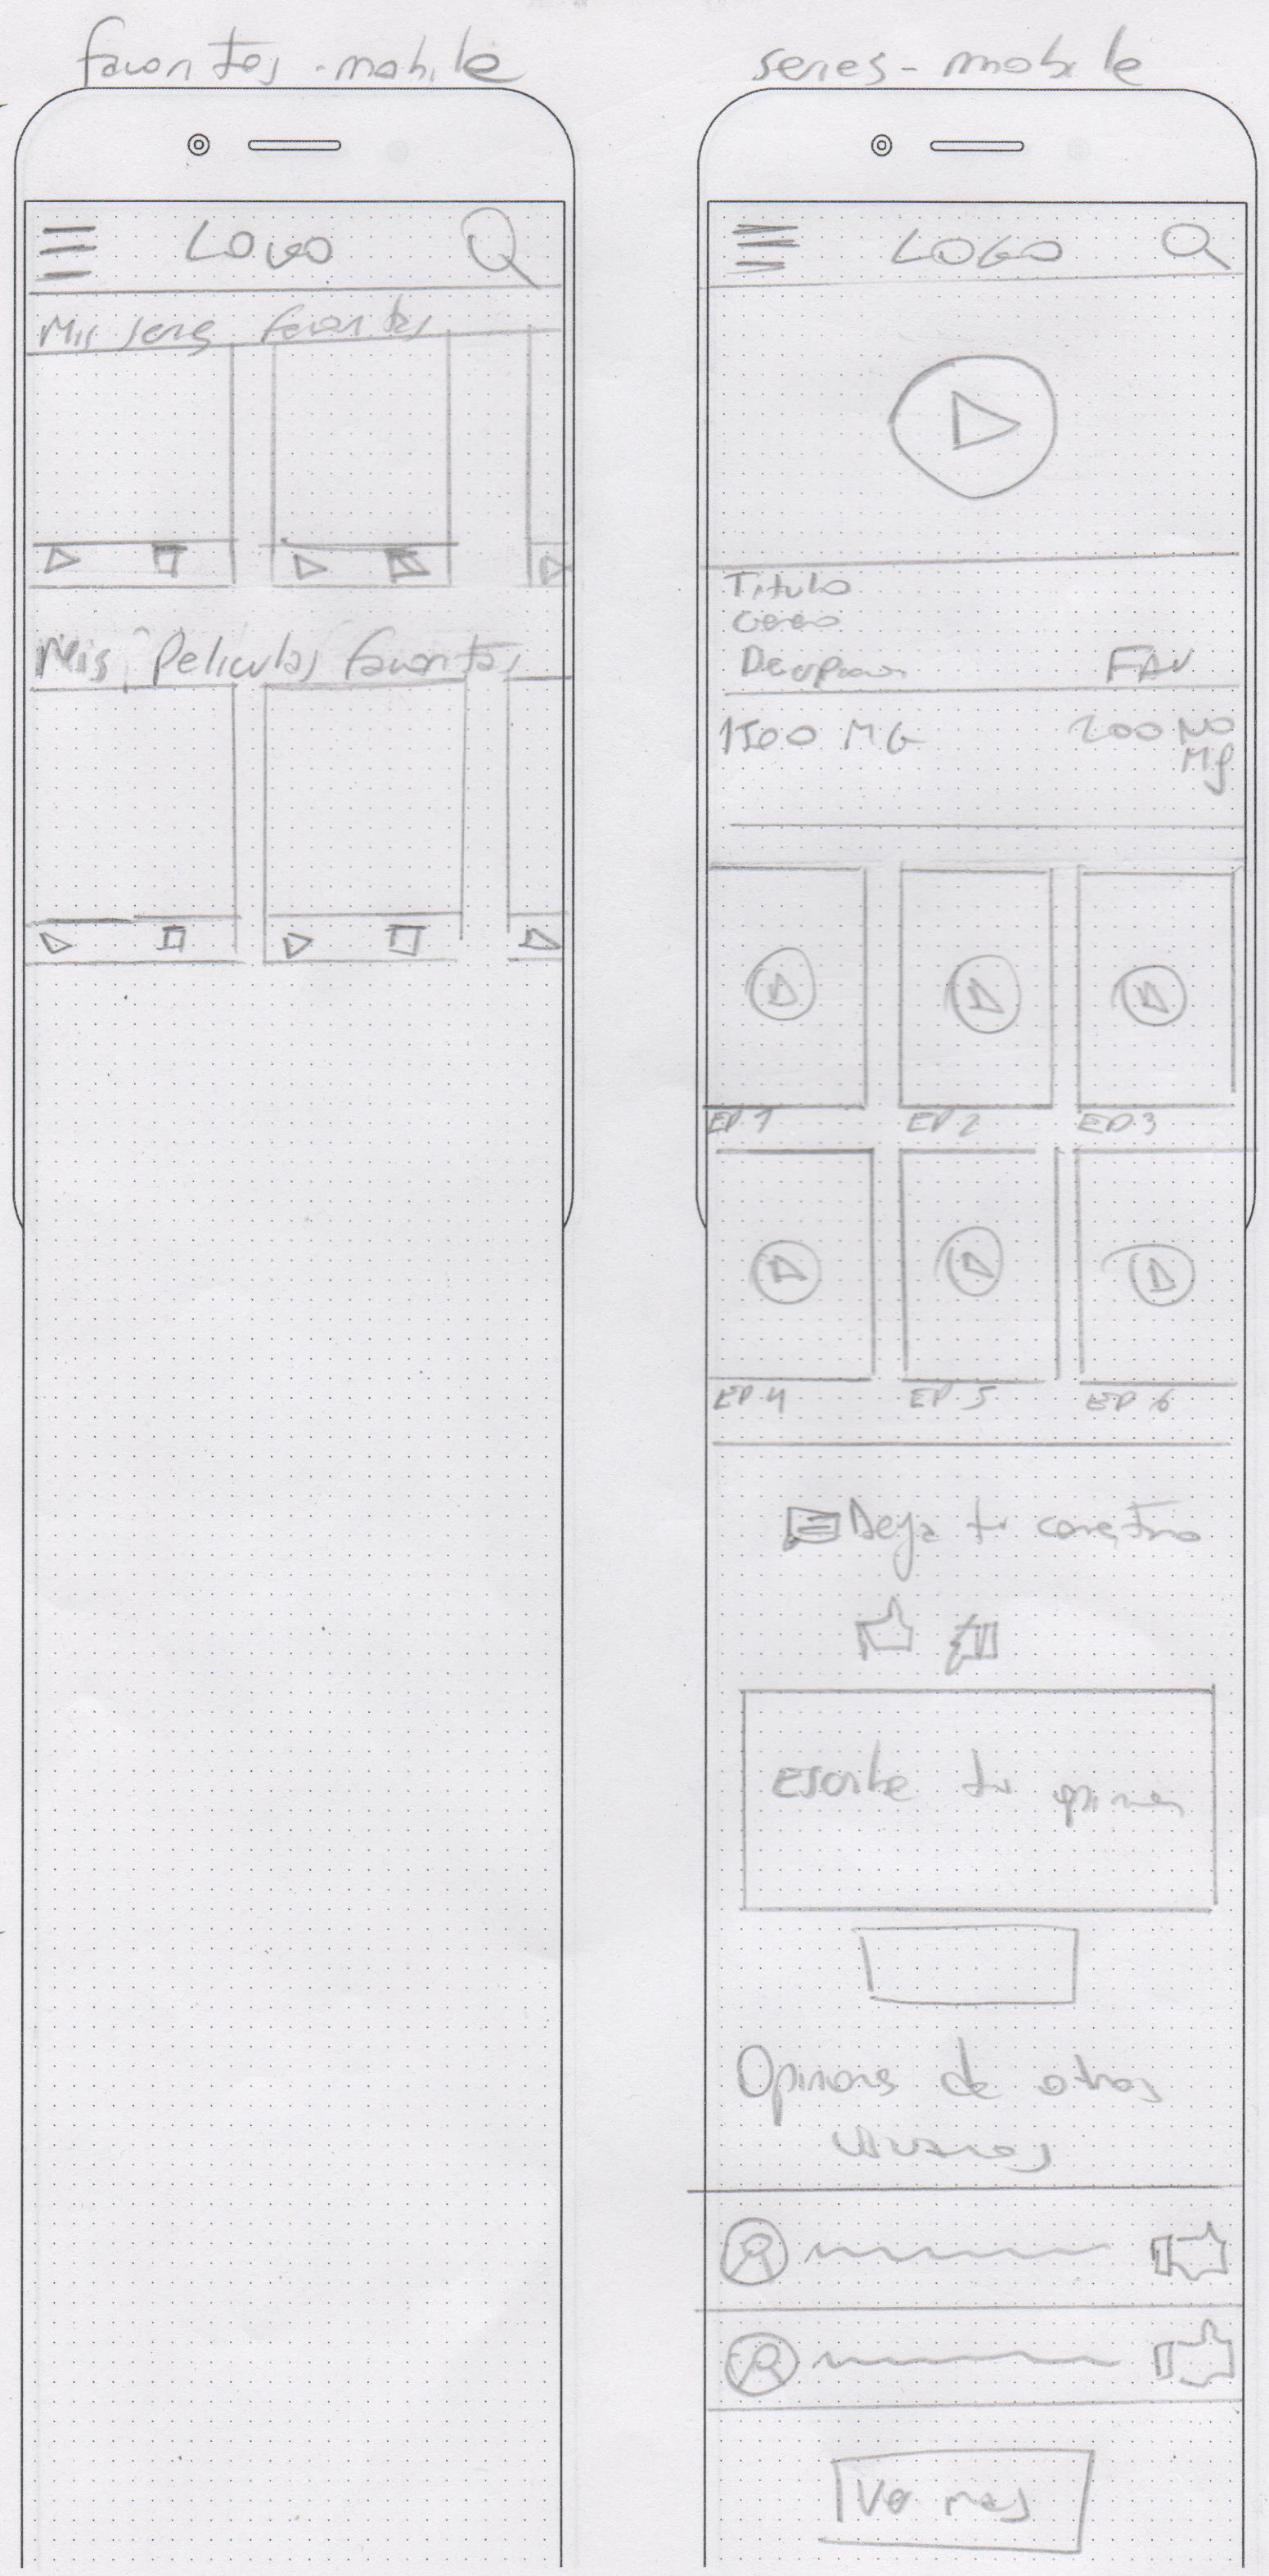 favoritos - mobile
LOGO
Mis series favoritas
Mis Peliculas favoritas
series - mobile
LOGO
Titulo
Genero
Descripcion
FAV
1500 MG
200 NO
MG
EP 1
EP 2
EP 3
EP 4
EP 5
EP 6
Deja tu comentario
Escribe tu opinion
Opiniones de otros
usuarios
Ver mas